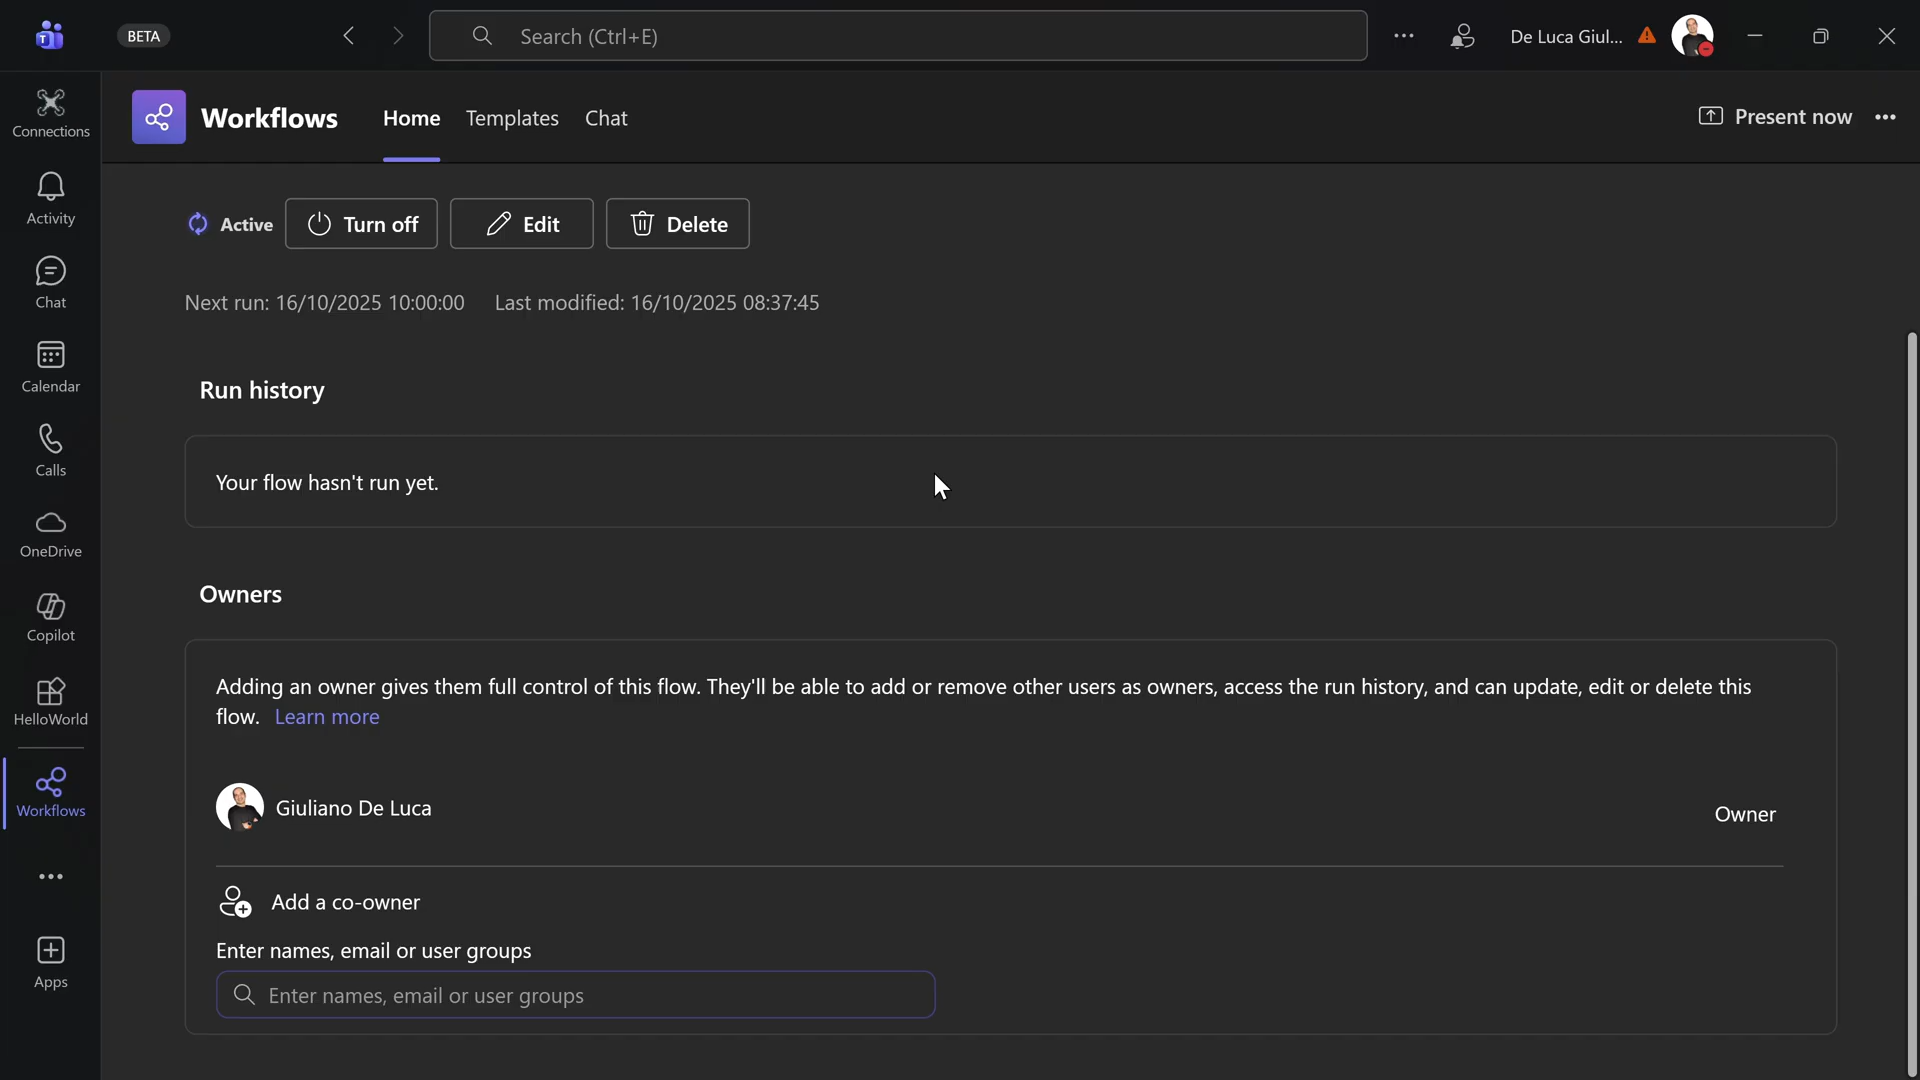 BETA
Search (Ctrl+E)
De Luca Giul...
Connections
Activity
Chat
Calendar
Calls
OneDrive
Copilot
HelloWorld
Workflows
Apps
Workflows
Home
Templates
Chat
Present now
Active
Turn off
Edit
Delete
Next run: 16/10/2025 10:00:00
Last modified: 16/10/2025 08:37:45
Run history
Your flow hasn't run yet.
Owners
Adding an owner gives them full control of this flow. They'll be able to add or remove other users as owners, access the run history, and can update, edit or delete this
flow. Learn more
Giuliano De Luca
Owner
Add a co-owner
Enter names, email or user groups
Enter names, email or user groups